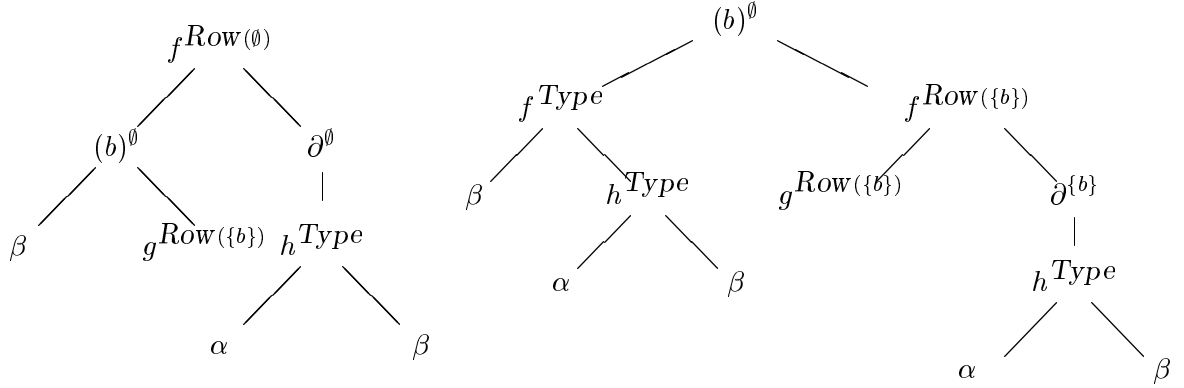 f^{Row(∅)}
(b)^∅ ∂^∅
β g^{Row({b})} h^{Type}
α β
(b)^∅
f^{Type} f^{Row({b})}
β h^{Type} g^{Row({b})} ∂^{{b}}
α β h^{Type}
α β